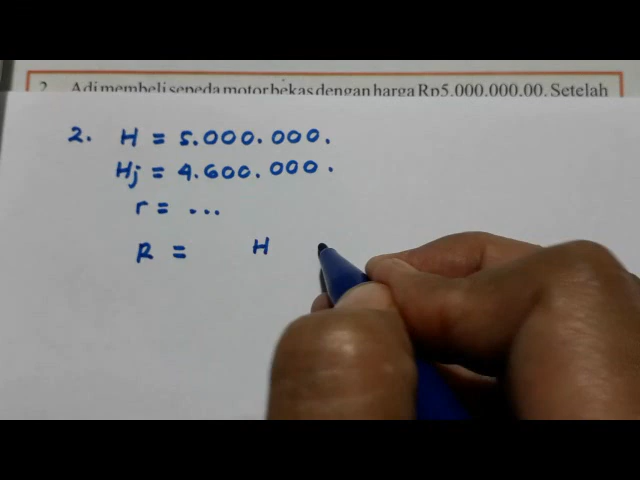 2. Adi membeli sepeda motor bekas dengan harga Rp5.000.000,00. Setelah
2. H = 5.000.000.
Hj = 4.600.000.
r = ...
R = H